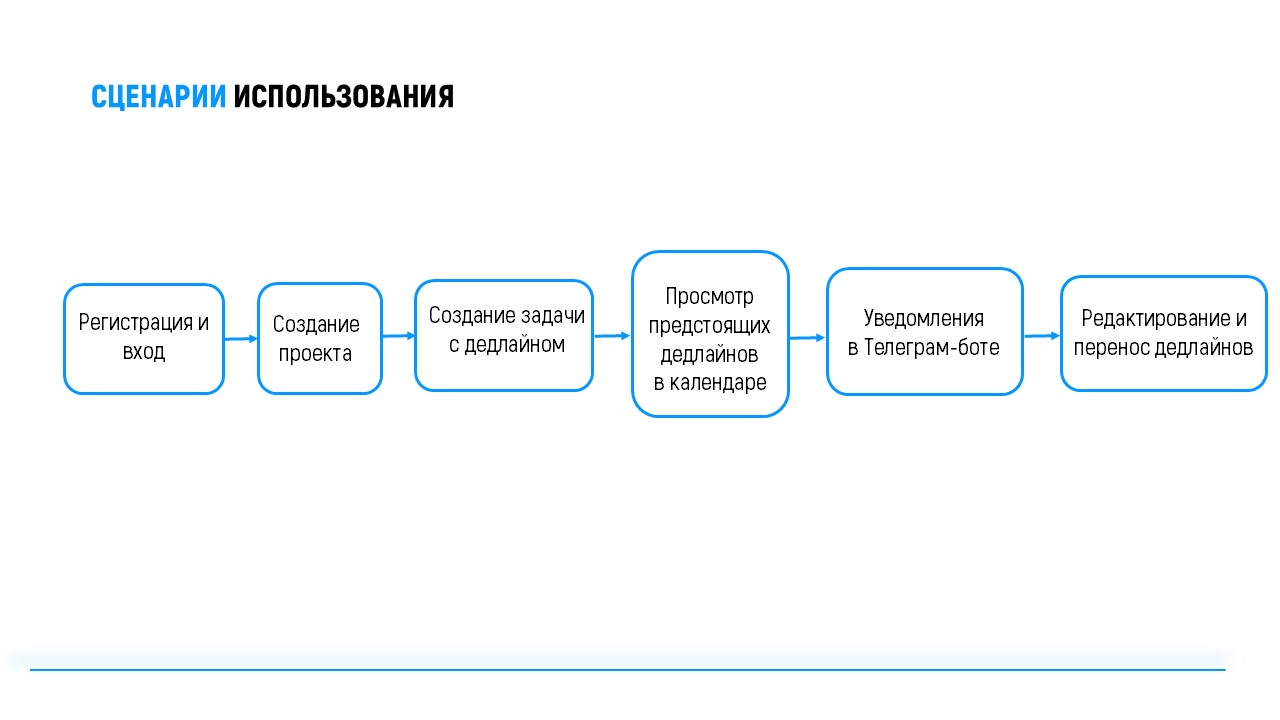 СЦЕНАРИИ ИСПОЛЬЗОВАНИЯ
Регистрация и
вход
Создание
проекта
Создание задачи
с дедлайном
Просмотр
предстоящих
дедлайнов
в календаре
Уведомления
в Телеграм-боте
Редактирование и
перенос дедлайнов